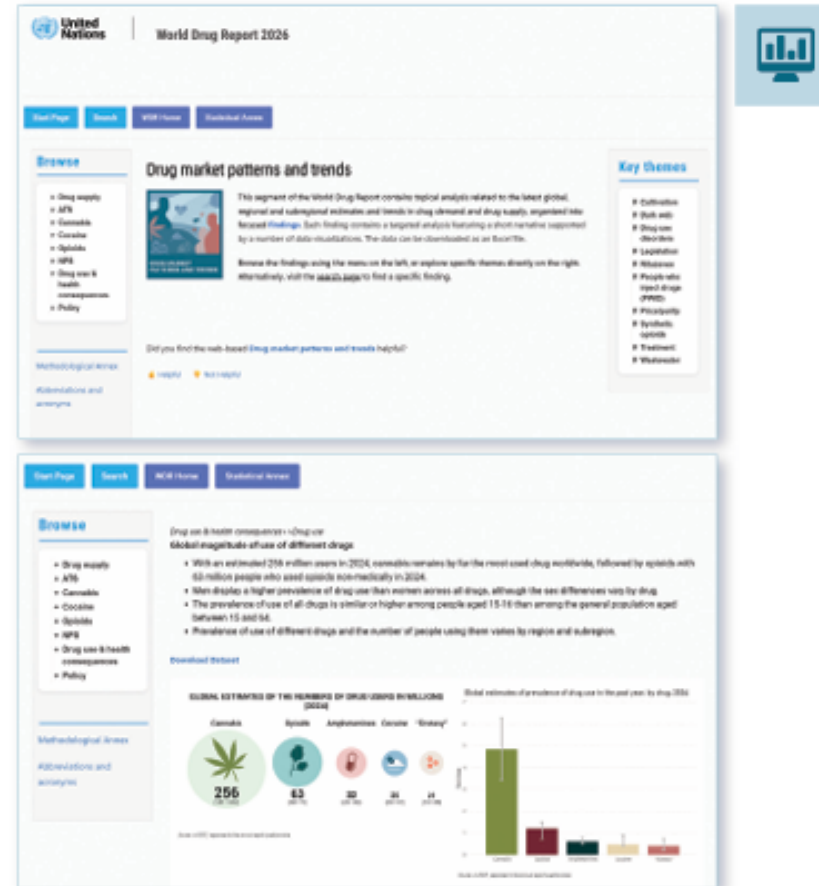 United
Nations
World Drug Report 2026
Start Page
Search
WDR Home
Statistical Annex
Browse
Drug supply
ATS
Cannabis
Cocaine
Opioids
NPS
Drug use &
health
consequences
Policy
Methodological Annex
Abbreviations and
acronyms
Drug market patterns and trends
This segment of the World Drug Report contains topical analysis related to the latest global,
regional and subregional estimates and trends in drug demand and drug supply, organized into
focused findings. Each finding contains a targeted analysis featuring a short narrative supported
by a number of data visualizations. The data can be downloaded as an Excel file.
Browse the findings using the menu on the left, or explore specific themes directly on the right.
Alternatively, visit the search page to find a specific finding.
Did you find the web-based Drug market patterns and trends helpful?
Helpful
Not helpful
Key themes
# Cultivation
# Dark web
# Drug use
disorders
# Legislation
# People who
inject drugs
(PWID)
# Price/purity
# Synthetic
opioids
# Treatment
# Wastewater
Start Page
Search
WDR Home
Statistical Annex
Browse
Drug supply
ATS
Cannabis
Cocaine
Opioids
NPS
Drug use & health
consequences
Policy
Methodological Annex
Abbreviations and
acronyms
Drug use & health consequences > Drug use
Global magnitude of use of different drugs
With an estimated 256 million users in 2024, cannabis remains by far the most used drug worldwide, followed by opioids with
63 million people who used opioids non-medically in 2024.
Men display a higher prevalence of drug use than women across all drugs, although the sex differences vary by drug.
The prevalence of use of all drugs is similar or higher among people aged 15-16 than among the general population aged
between 15 and 64.
Prevalence of use of different drugs and the number of people using them varies by region and subregion.
Download Dataset
GLOBAL ESTIMATES OF THE NUMBERS OF DRUG USERS IN MILLIONS
(2024)
Cannabis
Opioids
Amphetamines
Cocaine
"Ecstasy"
256
63
Global estimates of prevalence of drug use in the past year, by drug, 2024